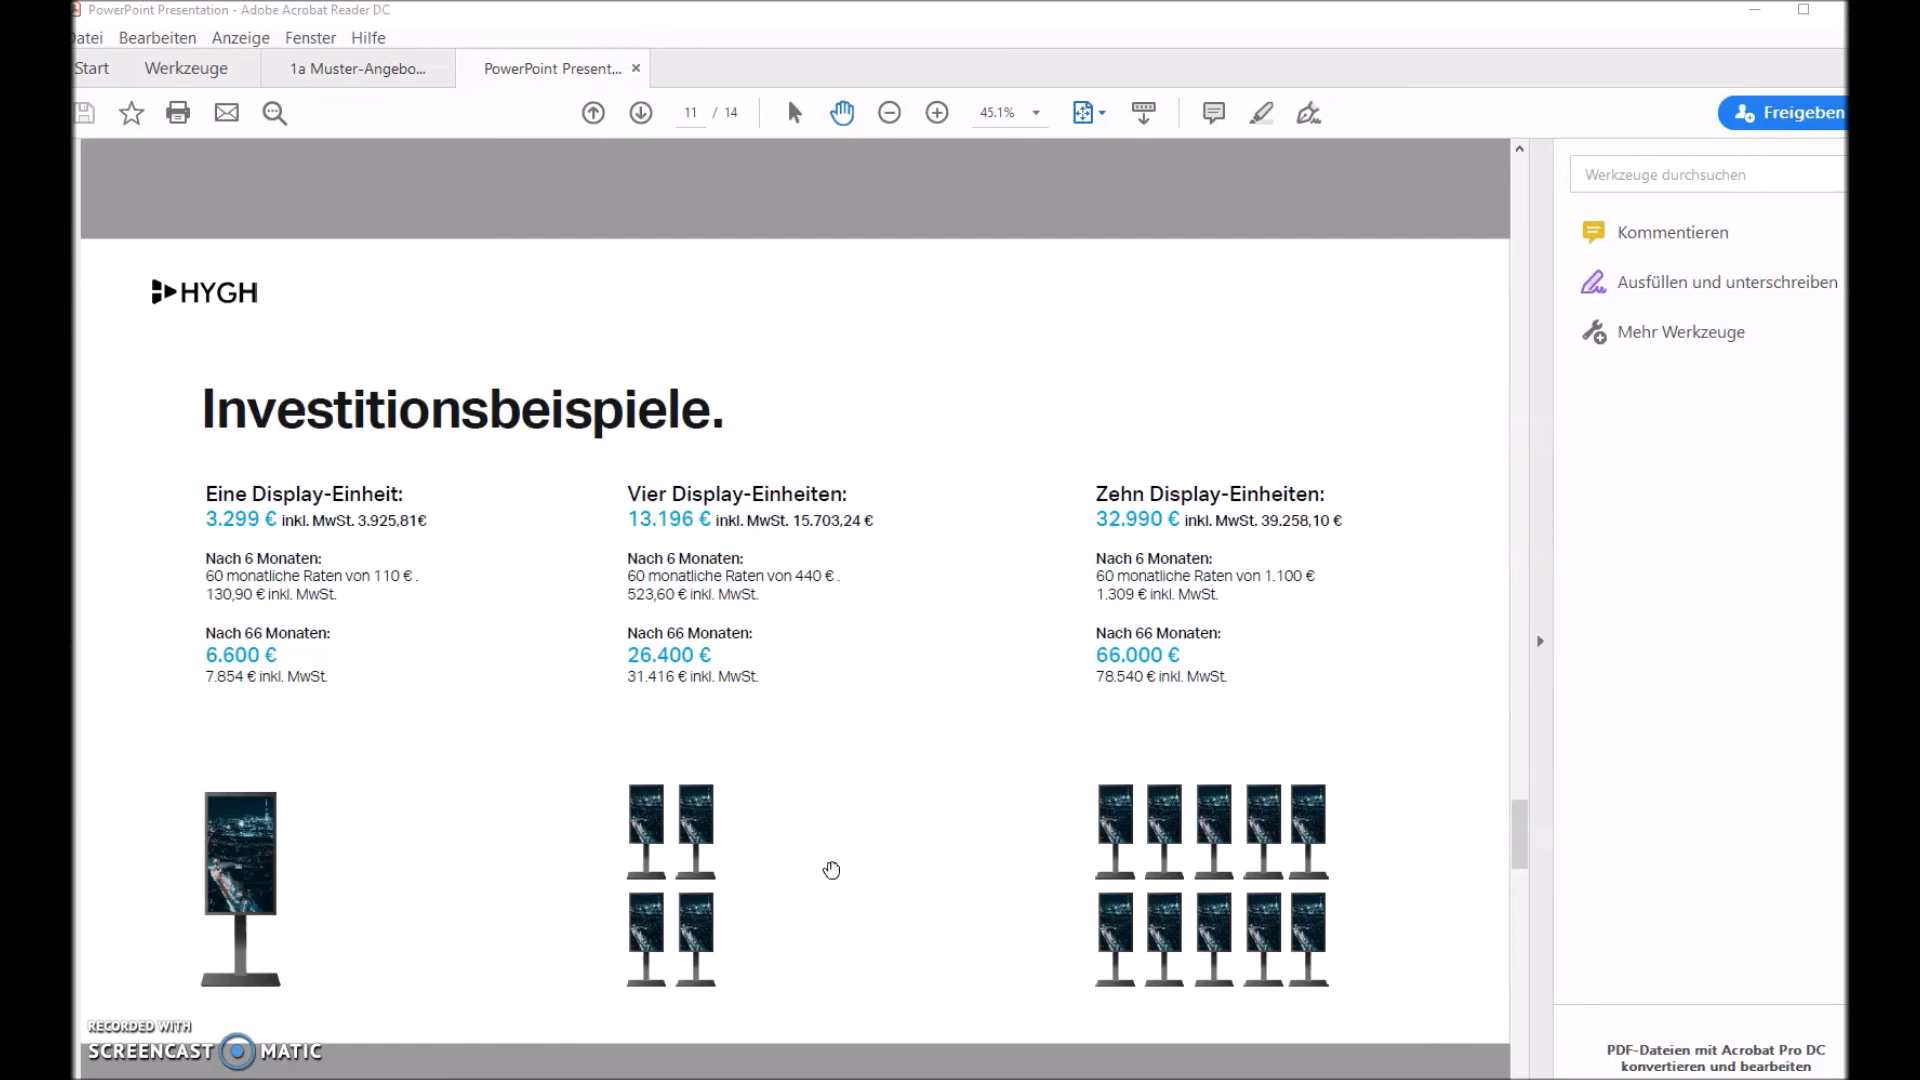 PowerPoint Presentation - Adobe Acrobat Reader DC
atei Bearbeiten Anzeige Fenster Hilfe
Start Werkzeuge 1a Muster-Angebo... PowerPoint Present... ×
11 / 14 45.1% Freigeben
Werkzeuge durchsuchen
Kommentieren
Ausfüllen und unterschreiben
Mehr Werkzeuge
HYGH
Investitionsbeispiele.
Eine Display-Einheit:
3.299 € inkl. MwSt. 3.925,81€
Nach 6 Monaten:
60 monatliche Raten von 110 € .
130,90 € inkl. MwSt.
Nach 66 Monaten:
6.600 €
7.854 € inkl. MwSt.
Vier Display-Einheiten:
13.196 € inkl. MwSt. 15.703,24 €
Nach 6 Monaten:
60 monatliche Raten von 440 € .
523,60 € inkl. MwSt.
Nach 66 Monaten:
26.400 €
31.416 € inkl. MwSt.
Zehn Display-Einheiten:
32.990 € inkl. MwSt. 39.258,10 €
Nach 6 Monaten:
60 monatliche Raten von 1.100 €
1.309 € inkl. MwSt.
Nach 66 Monaten:
66.000 €
78.540 € inkl. MwSt.
RECORDED WITH
SCREENCAST MATIC
PDF-Dateien mit Acrobat Pro DC
konvertieren und bearbeiten